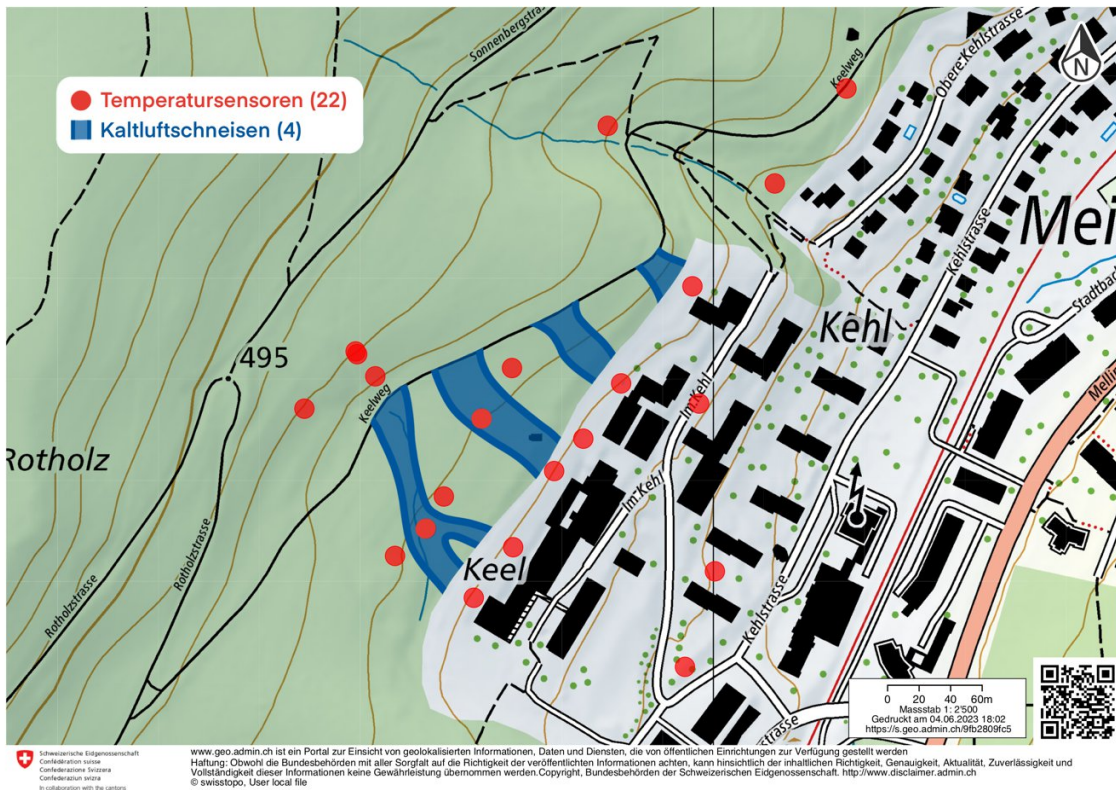 Sonnenbergstras
Obere Kehlstrasse
Keelweg
N
Temperatursensoren (22)
Kaltluftschneisen (4)
Mei
Kehlstrasse
Stadtbac
Kehl
495
Keelweg
Im Kehl
Mellin
Rotholz
Im Kehl
Rotholzstrasse
Rotholzstrasse
Keel
Kehlstrasse
Kehlstrasse
0 20 40 60m
Massstab 1: 2'500
Gedruckt am 04.06.2023 18:02
https://s.geo.admin.ch/9fb2809fc5
Schweizerische Eidgenossenschaft
Confédération suisse
Confederazione Svizzera
Confederaziun svizra
In collaboration with the cantons
www.geo.admin.ch ist ein Portal zur Einsicht von geolokalisierten Informationen, Daten und Diensten, die von öffentlichen Einrichtungen zur Verfügung gestellt werden
Haftung: Obwohl die Bundesbehörden mit aller Sorgfalt auf die Richtigkeit der veröffentlichten Informationen achten, kann hinsichtlich der inhaltlichen Richtigkeit, Genauigkeit, Aktualität, Zuverlässigkeit und
Vollständigkeit dieser Informationen keine Gewährleistung übernommen werden.Copyright, Bundesbehörden der Schweizerischen Eidgenossenschaft. http://www.disclaimer.admin.ch
© swisstopo, User local file